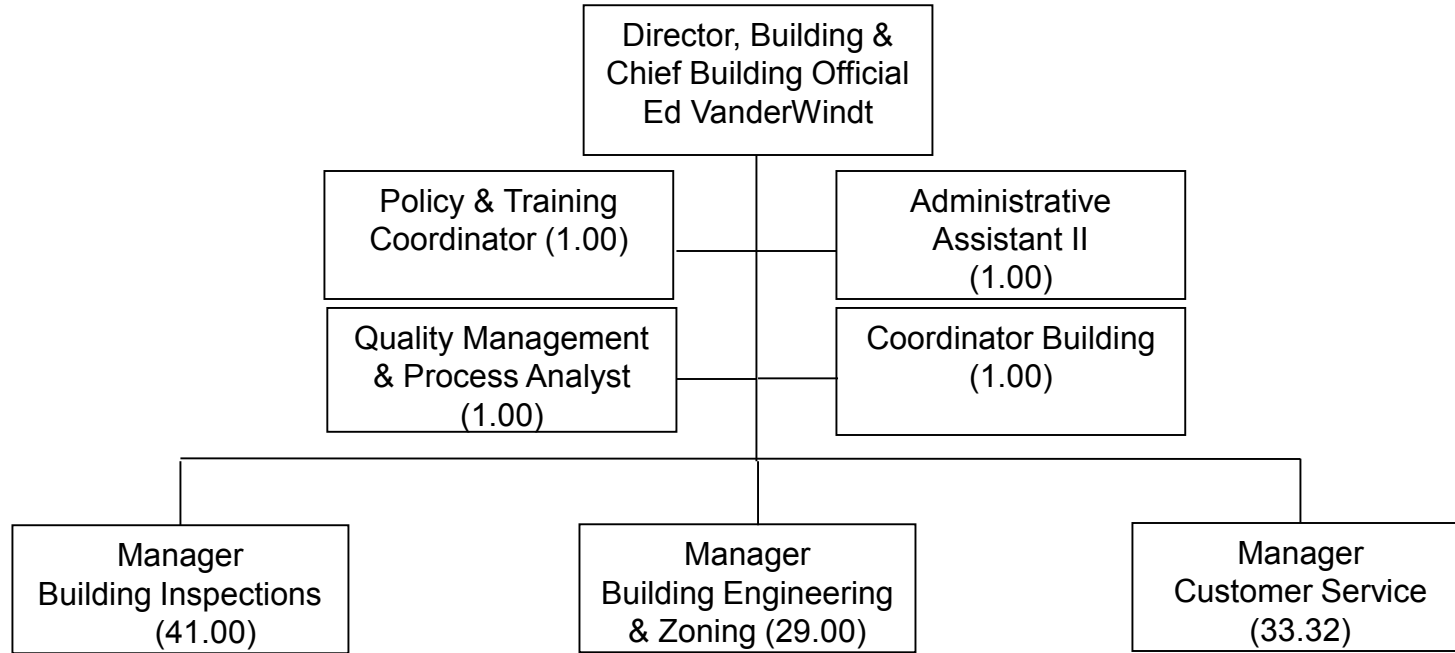 Director, Building &
Chief Building Official
Ed VanderWindt
Policy & Training
Coordinator (1.00)
Administrative
Assistant II
(1.00)
Quality Management
& Process Analyst
(1.00)
Coordinator Building
(1.00)
Manager
Building Inspections
(41.00)
Manager
Building Engineering
& Zoning (29.00)
Manager
Customer Service
(33.32)